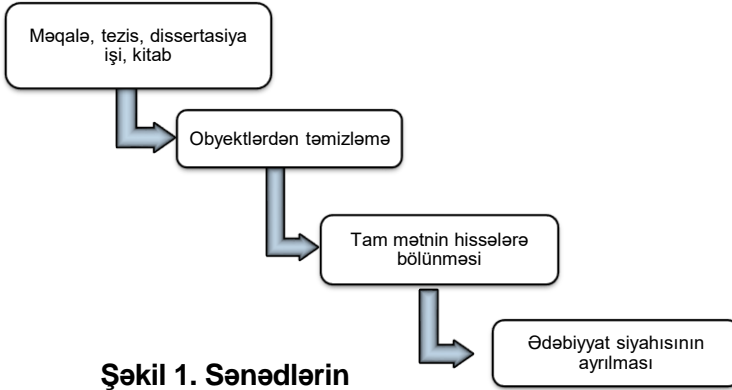 Məqalə, tezis, dissertasiya
işi, kitab
Obyektlərdən təmizləmə
Tam mətnin hissələrə
bölünməsi
Ədəbiyyat siyahısının
ayrılması
Şəkil 1. Sənədlərin